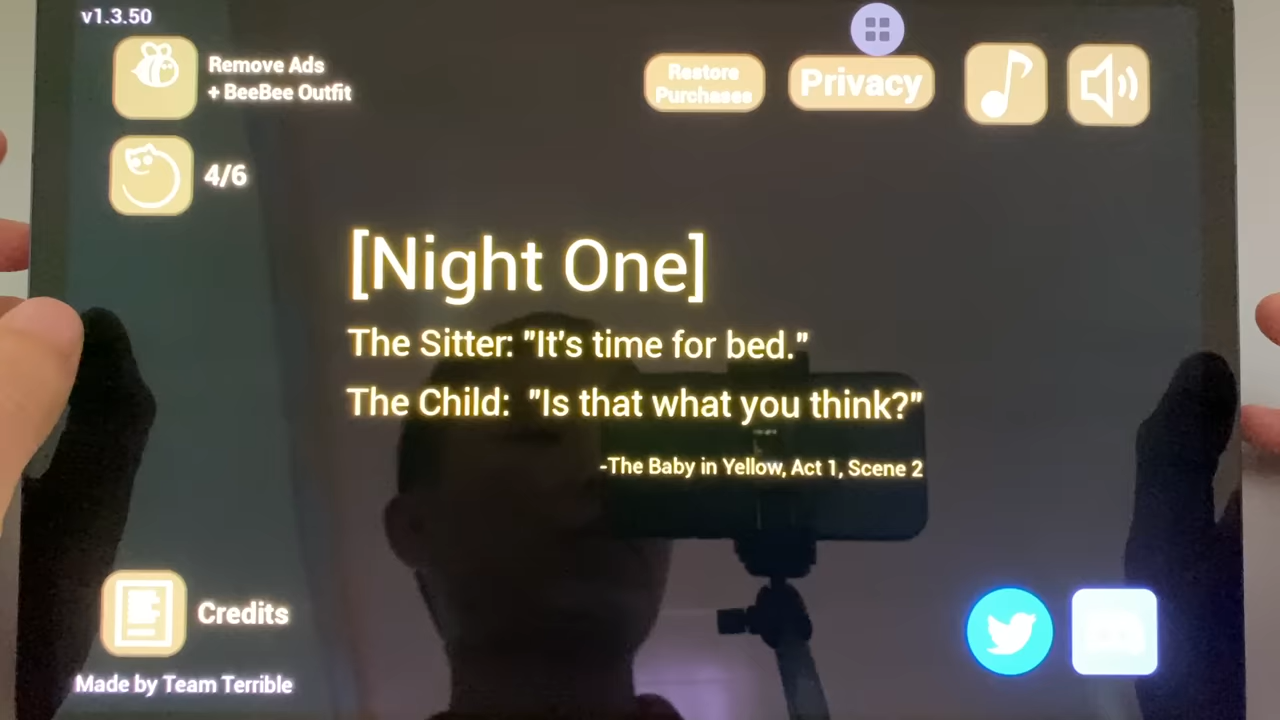 v1.3.50
Remove Ads
+ BeeBee Outfit
Restore
Purchases
Privacy
4/6
[Night One]
The Sitter: "It's time for bed."
The Child:  "Is that what you think?"
-The Baby in Yellow, Act 1, Scene 2
Credits
Made by Team Terrible